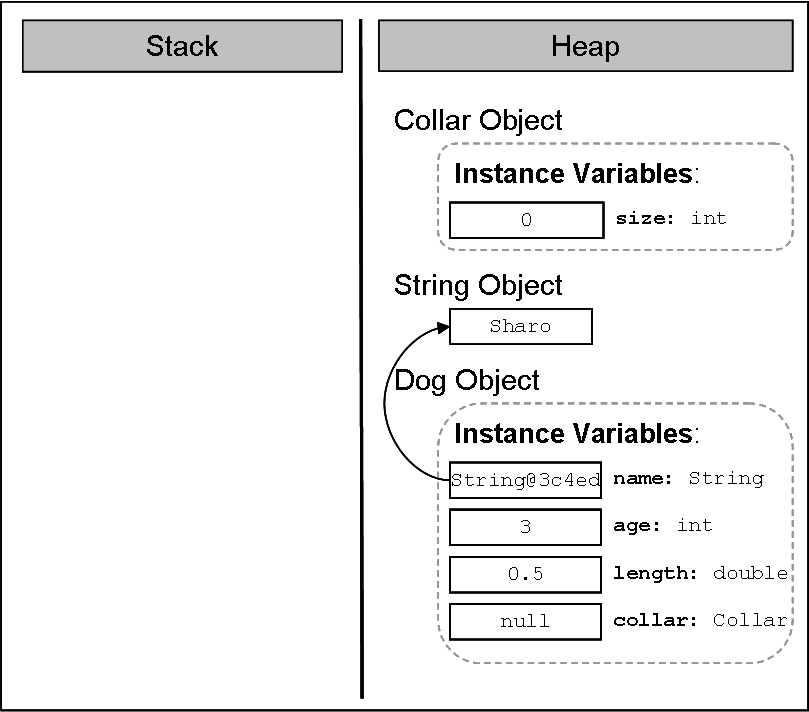 Stack
Heap
Collar Object
Instance Variables:
0 size: int
String Object
Sharo
Dog Object
Instance Variables:
String@3c4ed name: String
3 age: int
0.5 length: double
null collar: Collar